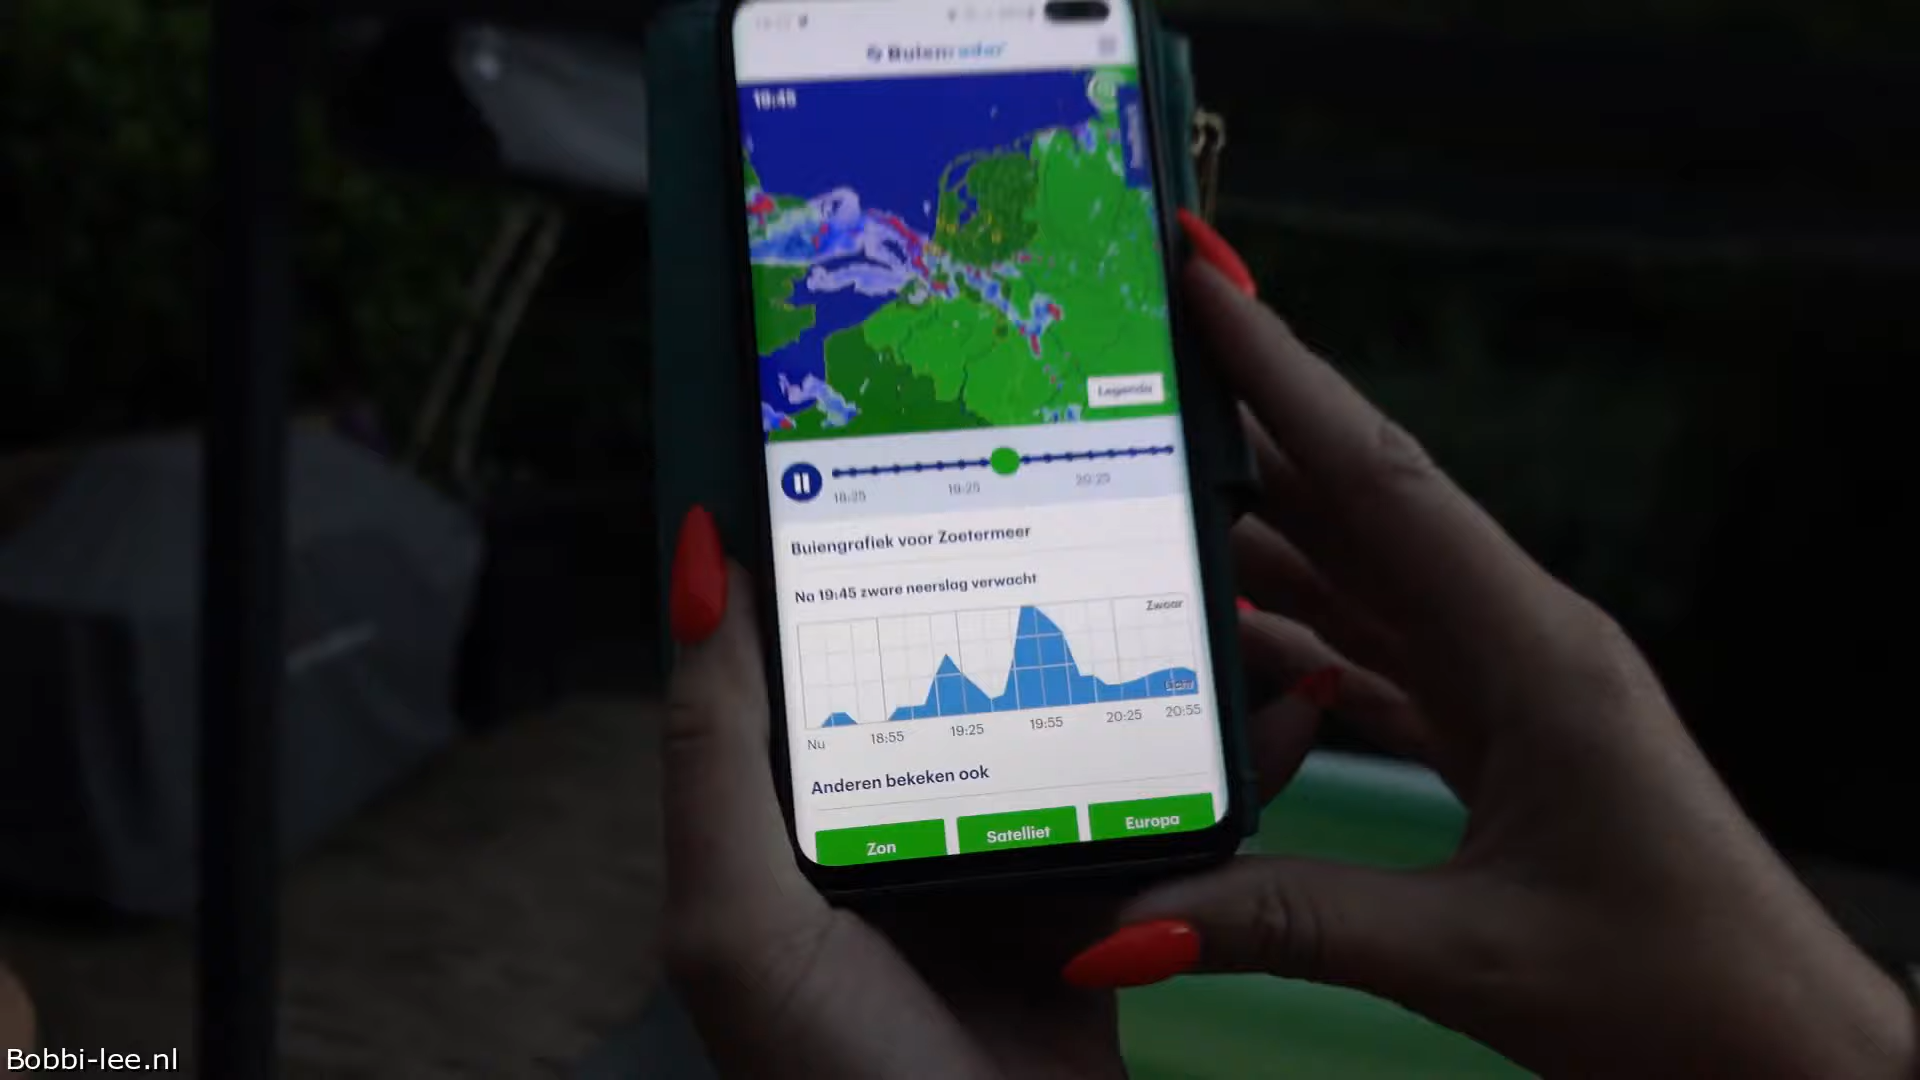 Buienradar
19:45
Legenda
18:25 19:25 20:25
Buiengrafiek voor Zoetermeer
Na 19:45 zware neerslag verwacht
Zwaar
Licht
Nu 18:55 19:25 19:55 20:25 20:55
Anderen bekeken ook
Zon Satelliet Europa
Bobbi-lee.nl